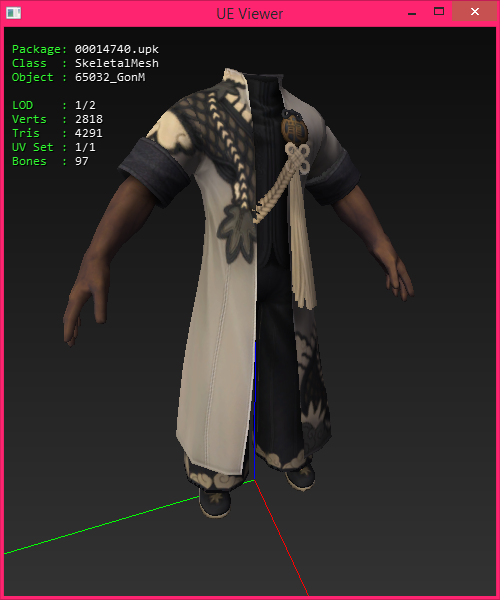 UE Viewer
Package: 00014740.upk
Class  : SkeletalMesh
Object : 65032_GonM
LOD    : 1/2
Verts  : 2818
Tris   : 4291
UV Set : 1/1
Bones  : 97